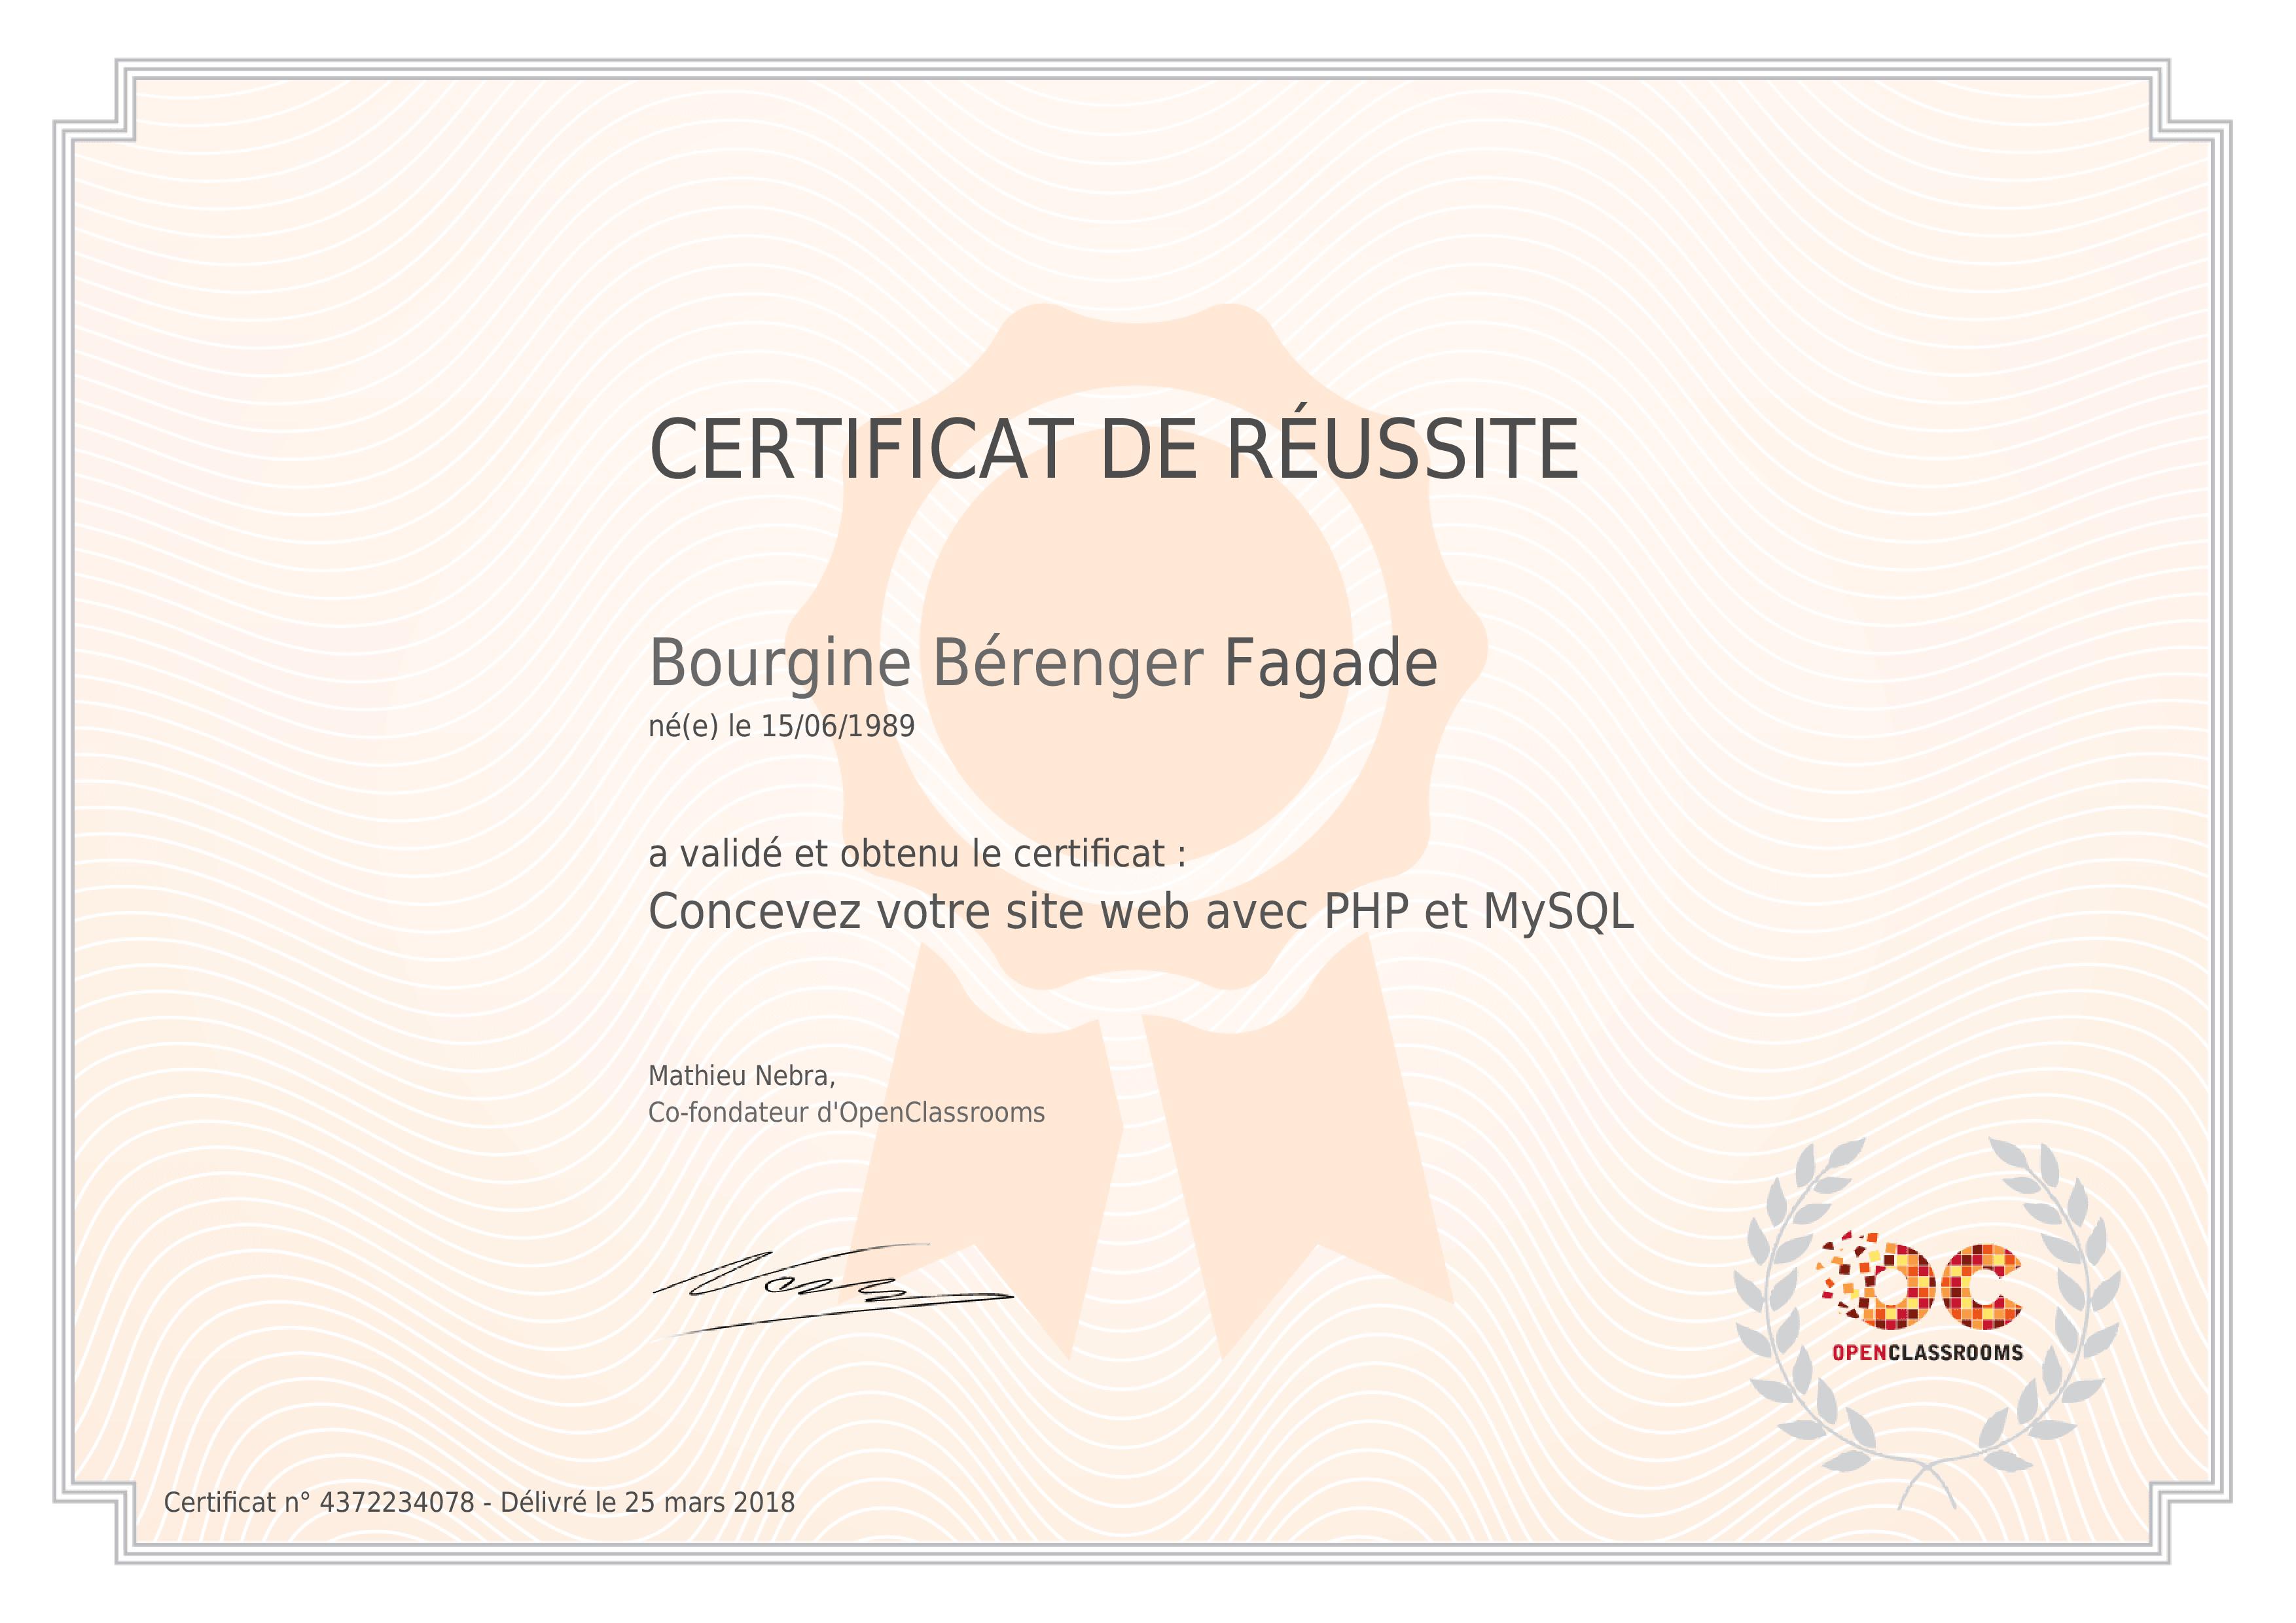 CERTIFICAT DE RÉUSSITE
Bourgine Bérenger Fagade
né(e) le 15/06/1989
a validé et obtenu le certificat :
Concevez votre site web avec PHP et MySQL
Mathieu Nebra,
Co-fondateur d'OpenClassrooms
OC
OPENCLASSROOMS
Certificat n° 4372234078 - Délivré le 25 mars 2018